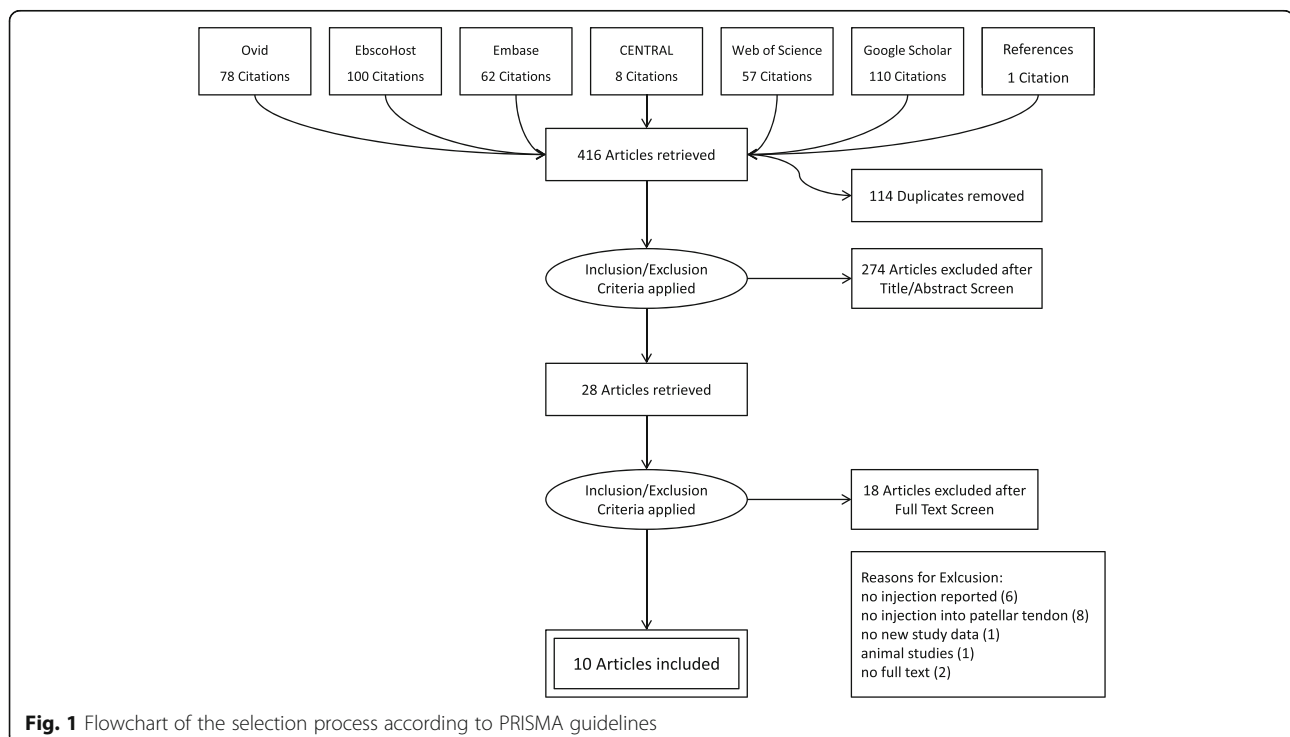 Ovid
78 Citations
EbscoHost
100 Citations
Embase
62 Citations
CENTRAL
8 Citations
Web of Science
57 Citations
Google Scholar
110 Citations
References
1 Citation
416 Articles retrieved
114 Duplicates removed
Inclusion/Exclusion
Criteria applied
274 Articles excluded after
Title/Abstract Screen
28 Articles retrieved
Inclusion/Exclusion
Criteria applied
18 Articles excluded after
Full Text Screen
Reasons for Exlcusion:
no injection reported (6)
no injection into patellar tendon (8)
no new study data (1)
animal studies (1)
no full text (2)
10 Articles included
Fig. 1 Flowchart of the selection process according to PRISMA guidelines